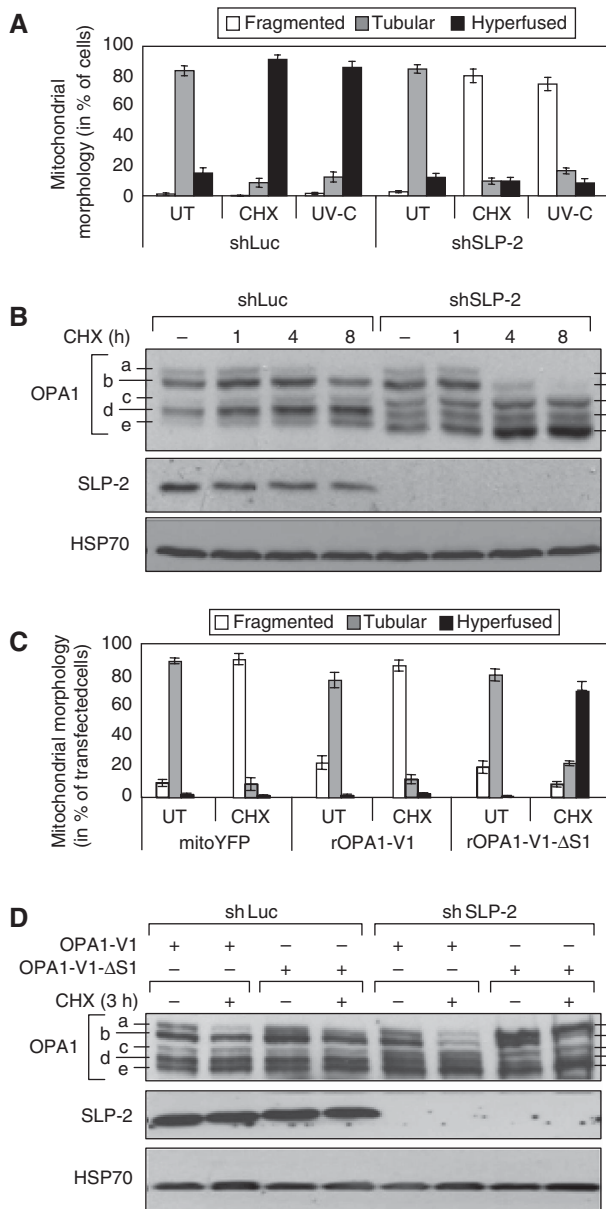 A
Fragmented Tubular Hyperfused
Mitochondrial morphology (in % of cells)
100
80
60
40
20
0
UT CHX UV-C UT CHX UV-C
shLuc shSLP-2
B
shLuc shSLP-2
CHX (h) – 1 4 8 – 1 4 8
OPA1
a
b
c
d
e
SLP-2
HSP70
C
Fragmented Tubular Hyperfused
Mitochondrial morphology (in % of transfectedcells)
100
80
60
40
20
0
UT CHX UT CHX UT CHX
mitoYFP rOPA1-V1 rOPA1-V1-ΔS1
D
sh Luc sh SLP-2
OPA1-V1 + + – – + + – –
OPA1-V1-ΔS1 – – + + – – + +
CHX (3 h) – + – + – + – +
OPA1
a
b
c
d
e
SLP-2
HSP70